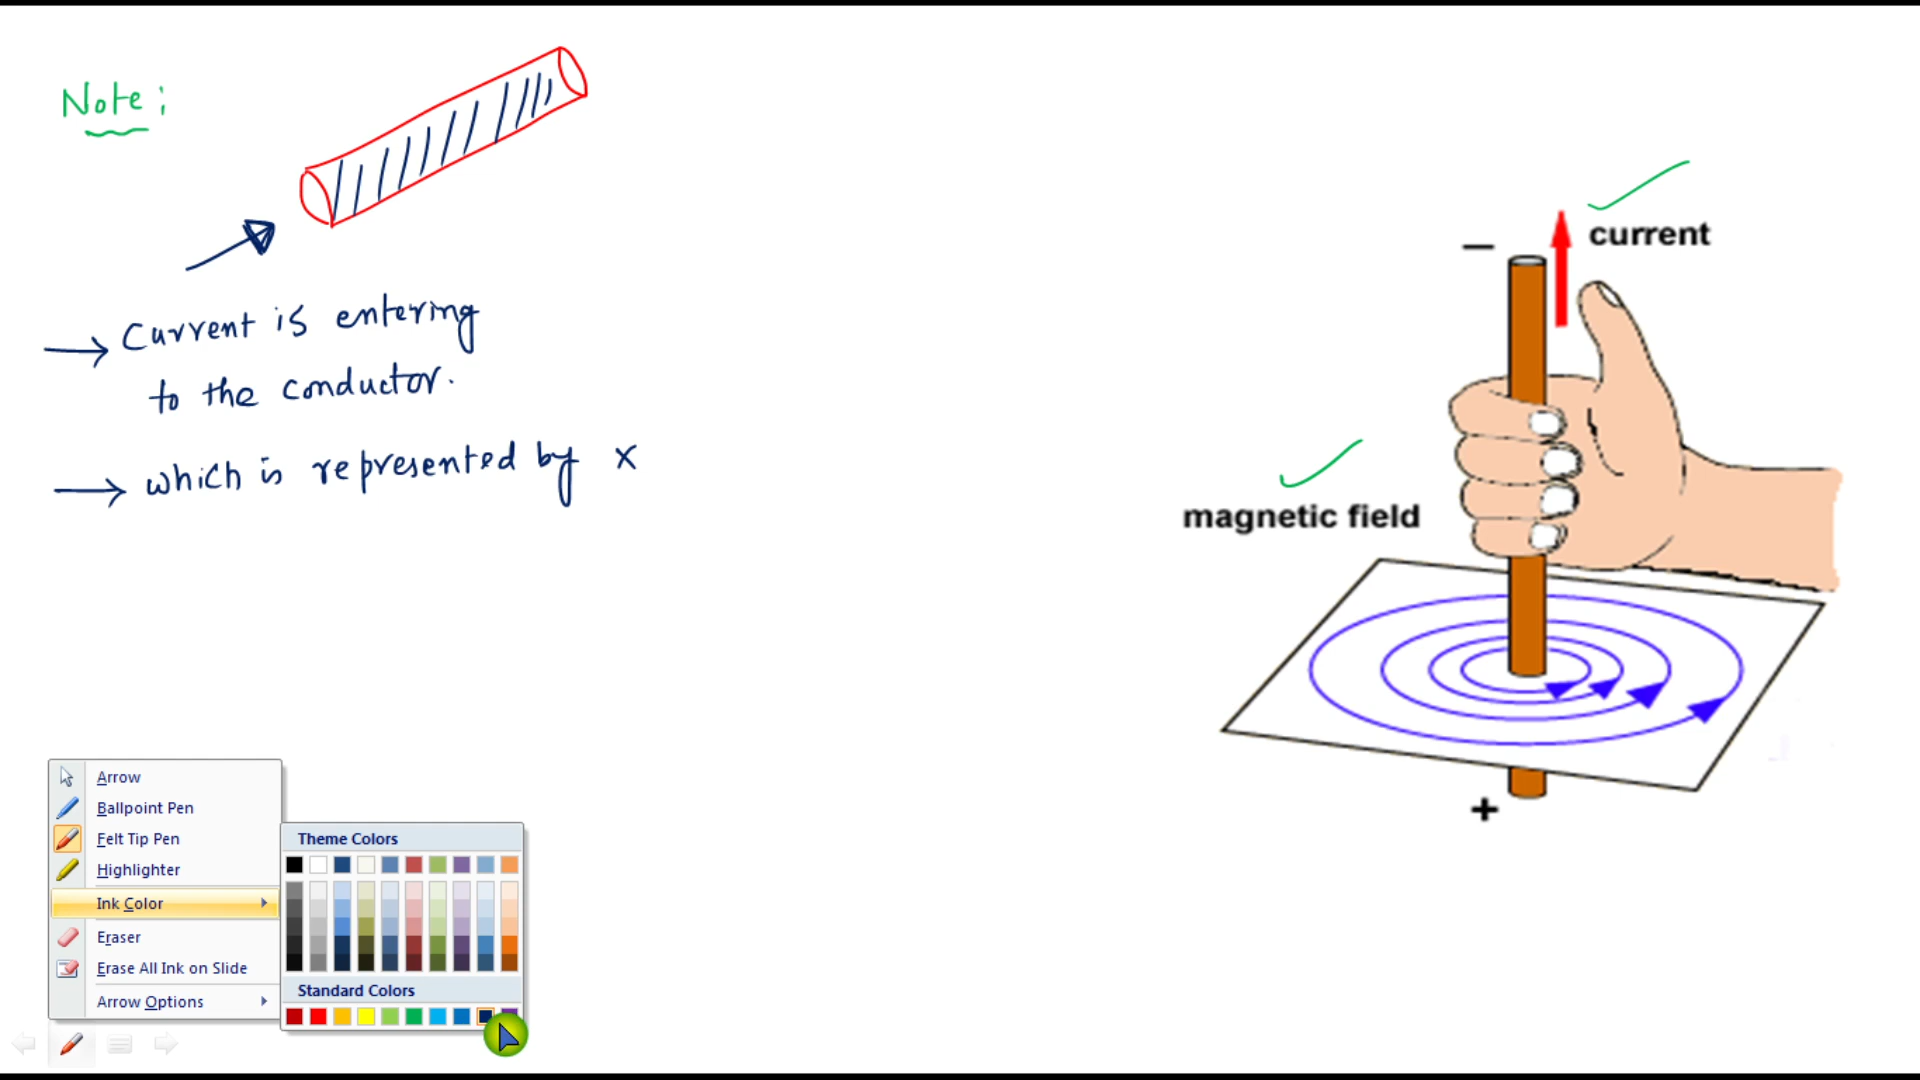 Note :
Current is entering
to the conductor.
which is represented by x
current
−
magnetic field
+
Arrow
Ballpoint Pen
Felt Tip Pen
Highlighter
Ink Color
Eraser
Erase All Ink on Slide
Arrow Options
Theme Colors
Standard Colors